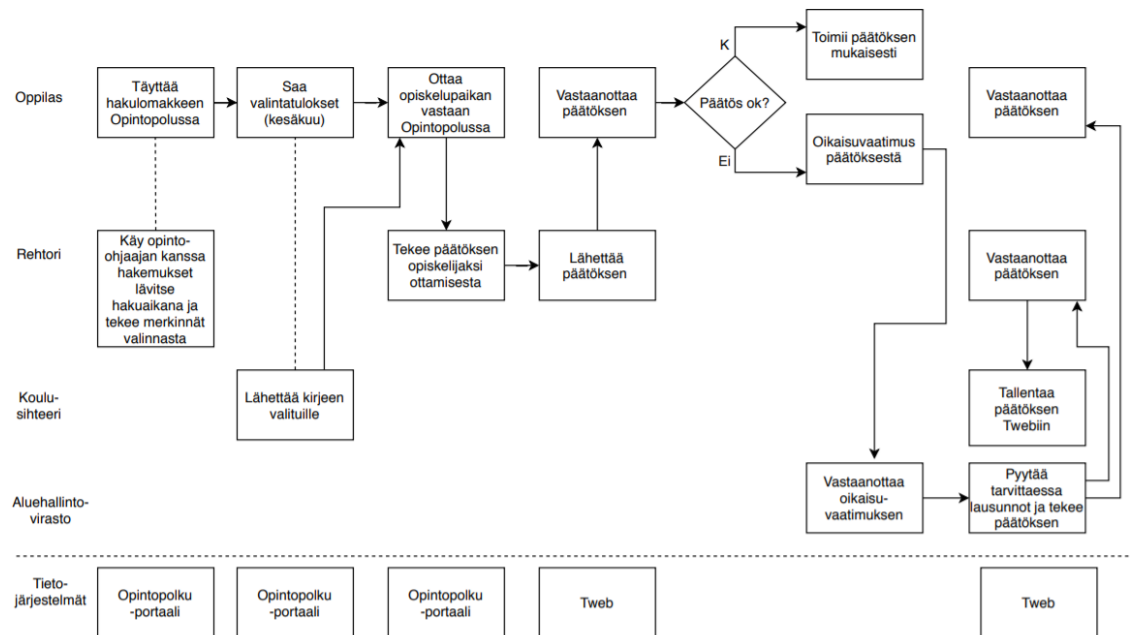 K
Toimii päätöksen
mukaisesti
Oppilas
Täyttää
hakulomakkeen
Opintopolussa
Saa
valintatulokset
(kesäkuu)
Ottaa
opiskelupaikan
vastaan
Opintopolussa
Vastaanottaa
päätöksen
Päätös ok?
Vastaanottaa
päätöksen
Ei
Oikaisuvaatimus
päätöksestä
Rehtori
Käy opinto-
ohjaajan kanssa
hakemukset
lävitse
hakuaikana ja
tekee merkinnät
valinnasta
Tekee päätöksen
opiskelijaksi
ottamisesta
Lähettää
päätöksen
Vastaanottaa
päätöksen
Koulu-
sihteeri
Lähettää kirjeen
valituille
Tallentaa
päätöksen
Twebiin
Aluehallinto-
virasto
Vastaanottaa
oikaisu-
vaatimuksen
Pyytää
tarvittaessa
lausunnot ja tekee
päätöksen
Tieto-
järjestelmät
Opintopolku
-portaali
Opintopolku
-portaali
Opintopolku
-portaali
Tweb
Tweb